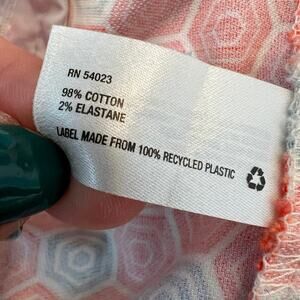 RN 54023
98% COTTON
2% ELASTANE
LABEL MADE FROM 100% RECYCLED PLASTIC